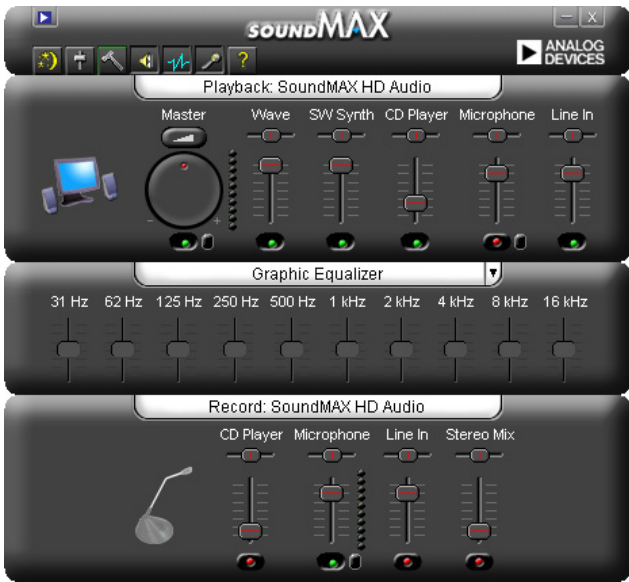 SOUNDMAX
ANALOG
DEVICES
?
Playback: SoundMAX HD Audio
Master Wave SW Synth CD Player Microphone Line In
- +
Graphic Equalizer
31 Hz 62 Hz 125 Hz 250 Hz 500 Hz 1 kHz 2 kHz 4 kHz 8 kHz 16 kHz
Record: SoundMAX HD Audio
CD Player Microphone Line In Stereo Mix